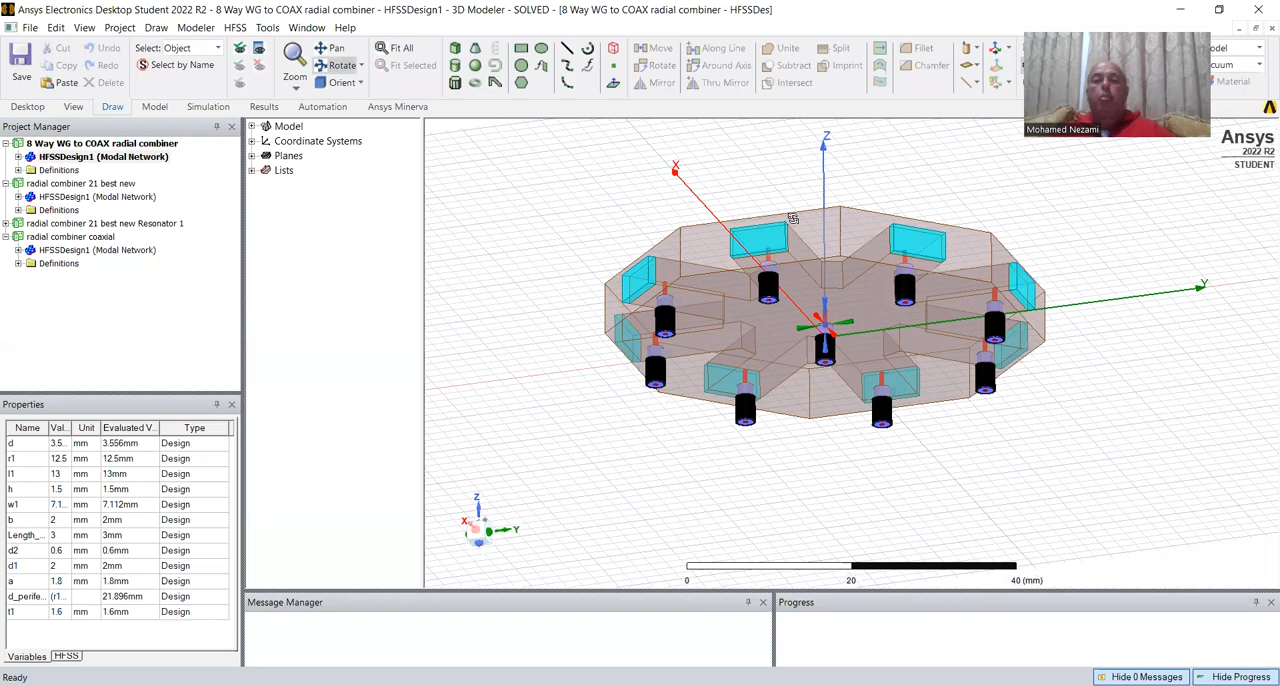 Ansys Electronics Desktop Student 2022 R2 - 8 Way WG to COAX radial combiner - HFSSDesign1 - 3D Modeler - SOLVED - [8 Way WG to COAX radial combiner - HFSSDes]
File Edit View Project Draw Modeler HFSS Tools Window Help
Save
Cut
Copy
Paste
Undo
Redo
Delete
Select: Object
Select by Name
Zoom
Pan
Rotate
Orient
Fit All
Fit Selected
Move
Rotate
Mirror
Along Line
Around Axis
Thru Mirror
Unite
Subtract
Intersect
Split
Imprint
Fillet
Chamfer
odel
cuum
Material
Desktop View Draw Model Simulation Results Automation Ansys Minerva
Mohamed Nezami
Project Manager
8 Way WG to COAX radial combiner
HFSSDesign1 (Modal Network)
Definitions
radial combiner 21 best new
HFSSDesign1 (Modal Network)
Definitions
radial combiner 21 best new Resonator 1
radial combiner coaxial
HFSSDesign1 (Modal Network)
Definitions
Model
Coordinate Systems
Planes
Lists
Ansys
2022 R2
STUDENT
X
Z
Y
Z
X
Y
0 20 40 (mm)
Properties
Name Val... Unit Evaluated V... Type
d 3.5... mm 3.556mm Design
r1 12.5 mm 12.5mm Design
l1 13 mm 13mm Design
h 1.5 mm 1.5mm Design
w1 7.1... mm 7.112mm Design
b 2 mm 2mm Design
Length_... 3 mm 3mm Design
d2 0.6 mm 0.6mm Design
d1 2 mm 2mm Design
a 1.8 mm 1.8mm Design
d_perife... (r1... 21.896mm Design
t1 1.6 mm 1.6mm Design
Variables HFSS
Message Manager
Progress
Ready
Hide 0 Messages
Hide Progress